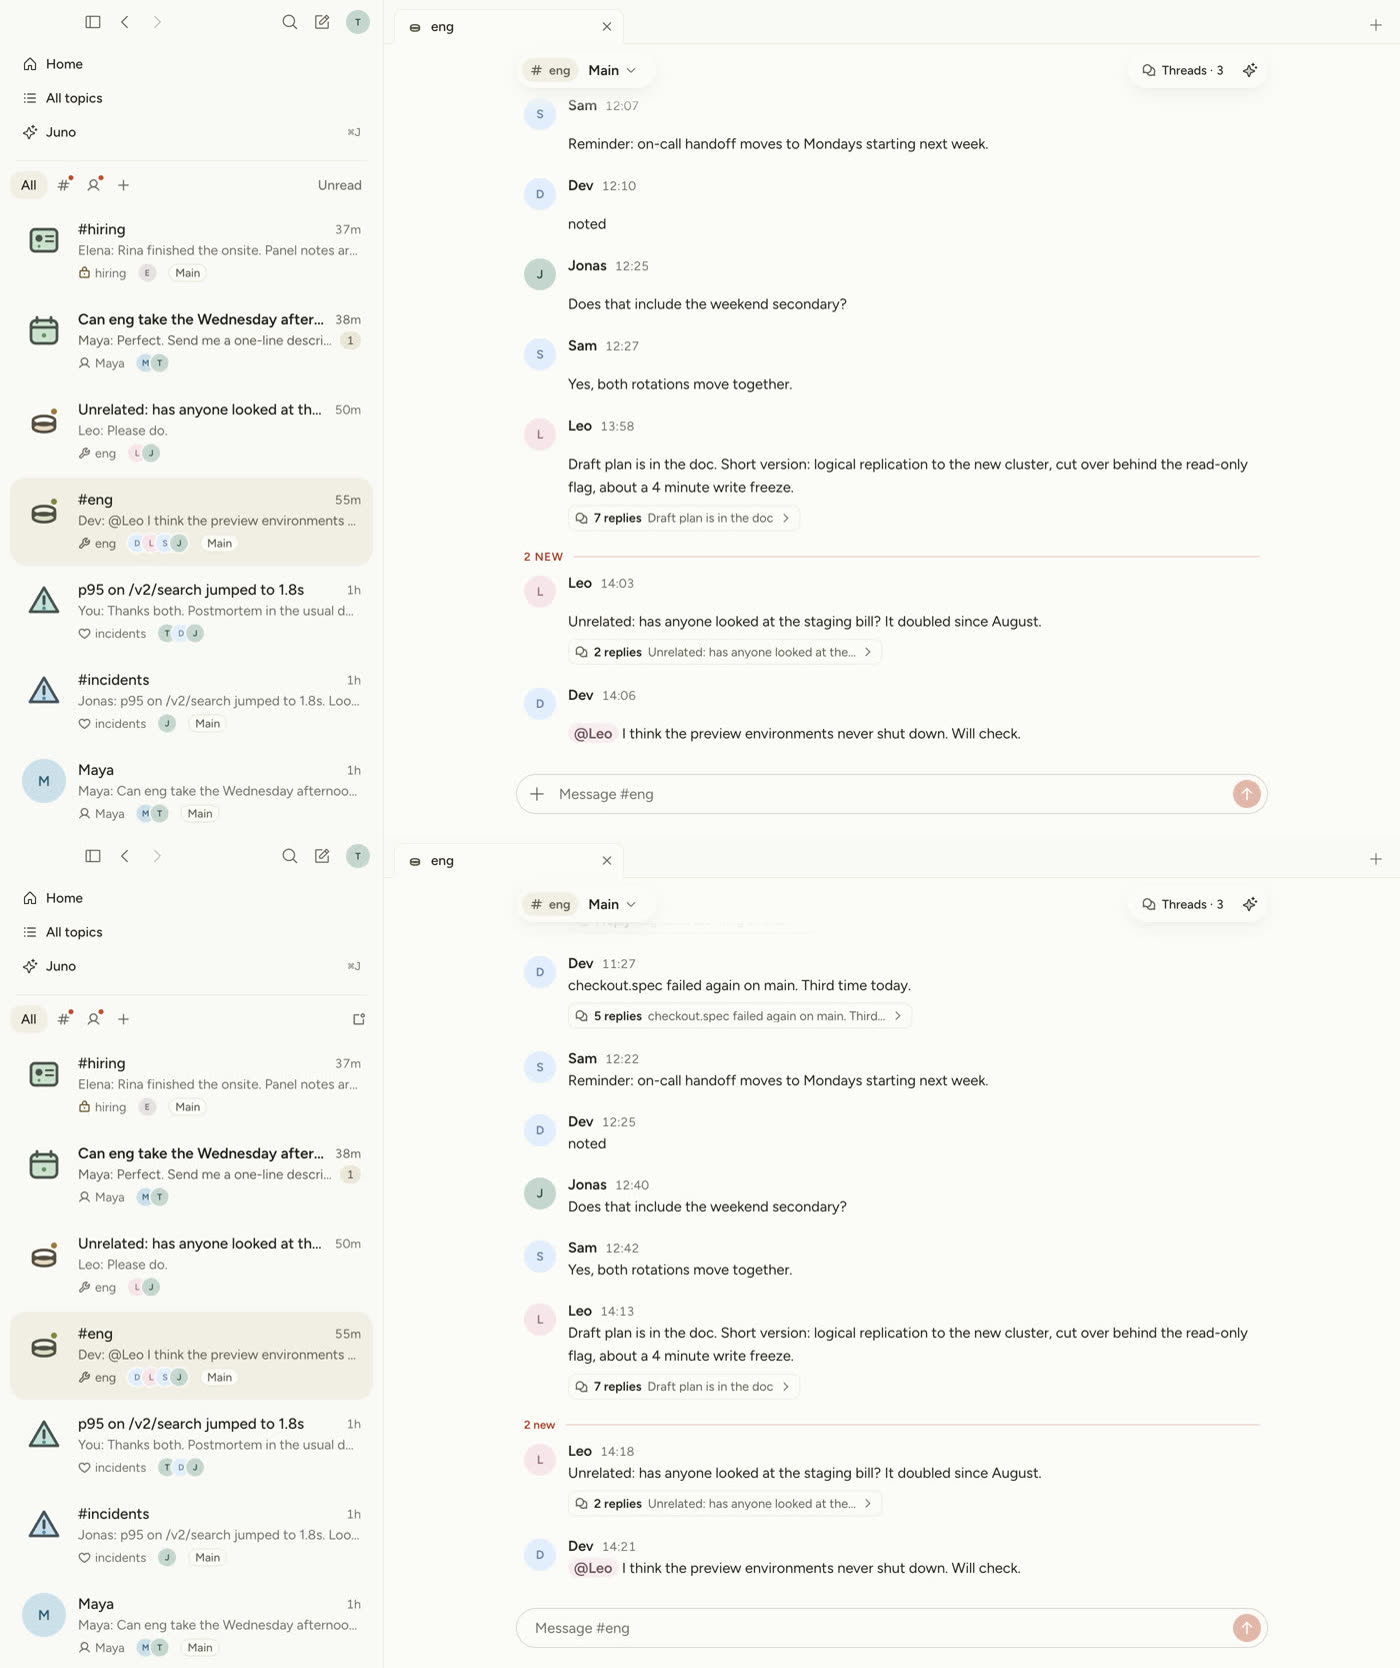 T
Home
All topics
Juno ⌘J
All # + Unread
#hiring 37m
Elena: Rina finished the onsite. Panel notes ar...
hiring E Main
Can eng take the Wednesday after... 38m
Maya: Perfect. Send me a one-line descri... 1
Maya M T
Unrelated: has anyone looked at th... 50m
Leo: Please do.
eng L J
#eng 55m
Dev: @Leo I think the preview environments ...
eng D L S J Main
p95 on /v2/search jumped to 1.8s 1h
You: Thanks both. Postmortem in the usual d...
incidents T D J
#incidents 1h
Jonas: p95 on /v2/search jumped to 1.8s. Loo...
incidents J Main
M
Maya 1h
Maya: Can eng take the Wednesday afternoo...
Maya M T Main
eng
# eng Main Threads · 3
S
Sam 12:07
Reminder: on-call handoff moves to Mondays starting next week.
D
Dev 12:10
noted
J
Jonas 12:25
Does that include the weekend secondary?
S
Sam 12:27
Yes, both rotations move together.
L
Leo 13:58
Draft plan is in the doc. Short version: logical replication to the new cluster, cut over behind the read-only
flag, about a 4 minute write freeze.
7 replies Draft plan is in the doc
2 NEW
L
Leo 14:03
Unrelated: has anyone looked at the staging bill? It doubled since August.
2 replies Unrelated: has anyone looked at the...
D
Dev 14:06
@Leo I think the preview environments never shut down. Will check.
Message #eng
T
Home
All topics
Juno ⌘J
All # +
#hiring 37m
Elena: Rina finished the onsite. Panel notes ar...
hiring E Main
Can eng take the Wednesday after... 38m
Maya: Perfect. Send me a one-line descri... 1
Maya M T
Unrelated: has anyone looked at th... 50m
Leo: Please do.
eng L J
#eng 55m
Dev: @Leo I think the preview environments ...
eng D L S J Main
p95 on /v2/search jumped to 1.8s 1h
You: Thanks both. Postmortem in the usual d...
incidents T D J
#incidents 1h
Jonas: p95 on /v2/search jumped to 1.8s. Loo...
incidents J Main
M
Maya 1h
Maya: Can eng take the Wednesday afternoo...
Maya M T Main
eng
# eng Main Threads · 3
D
Dev 11:27
checkout.spec failed again on main. Third time today.
5 replies checkout.spec failed again on main. Third...
S
Sam 12:22
Reminder: on-call handoff moves to Mondays starting next week.
D
Dev 12:25
noted
J
Jonas 12:40
Does that include the weekend secondary?
S
Sam 12:42
Yes, both rotations move together.
L
Leo 14:13
Draft plan is in the doc. Short version: logical replication to the new cluster, cut over behind the read-only
flag, about a 4 minute write freeze.
7 replies Draft plan is in the doc
2 new
L
Leo 14:18
Unrelated: has anyone looked at the staging bill? It doubled since August.
2 replies Unrelated: has anyone looked at the...
D
Dev 14:21
@Leo I think the preview environments never shut down. Will check.
Message #eng